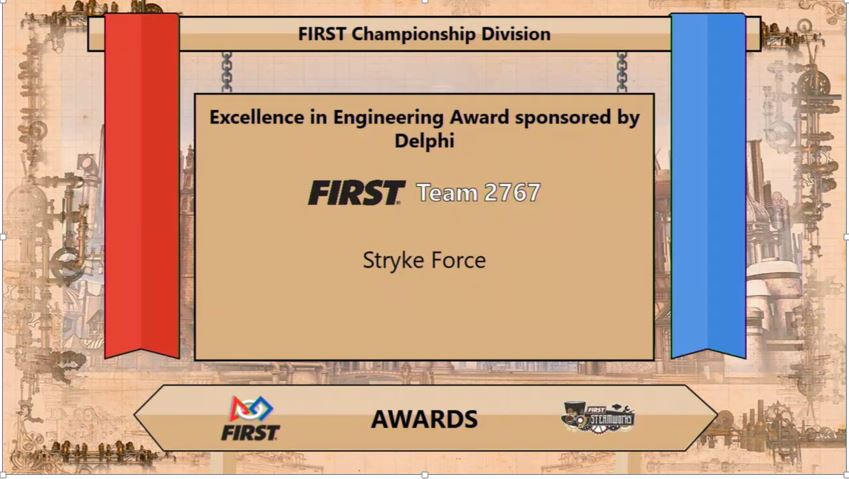 FIRST Championship Division
Excellence in Engineering Award sponsored by
Delphi
FIRST Team 2767
Stryke Force
FIRST
AWARDS
FIRST
STEAMWORKS